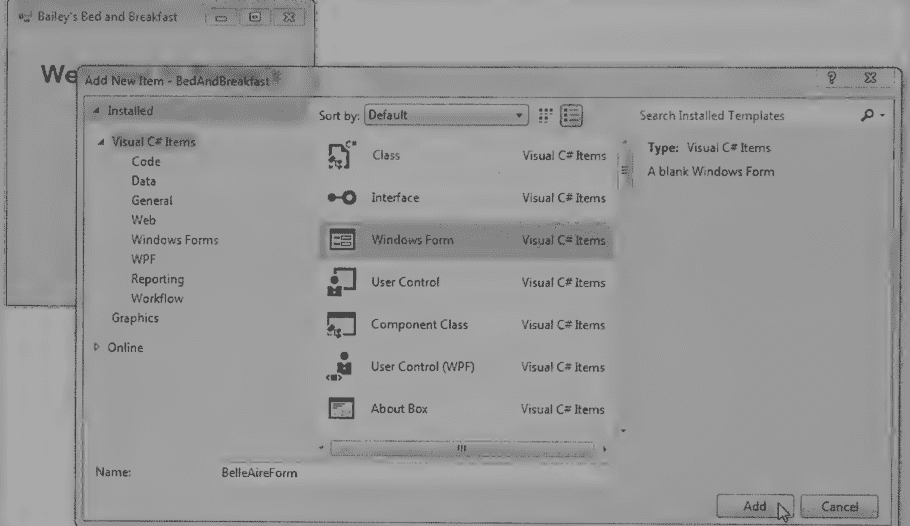 Bailey's Bed and Breakfast
We
Add New Item - BedAndBreakfast
Installed
Sort by: Default
Search Installed Templates
Visual C# Items
Code
Data
General
Web
Windows Forms
WPF
Reporting
Workflow
Graphics
Online
C#
Class Visual C# Items
Interface Visual C# Items
Windows Form Visual C# Items
User Control Visual C# Items
Component Class Visual C# Items
User Control (WPF) Visual C# Items
About Box Visual C# Items
Type: Visual C# Items
A blank Windows Form
Name: BelleAireForm
Add Cancel